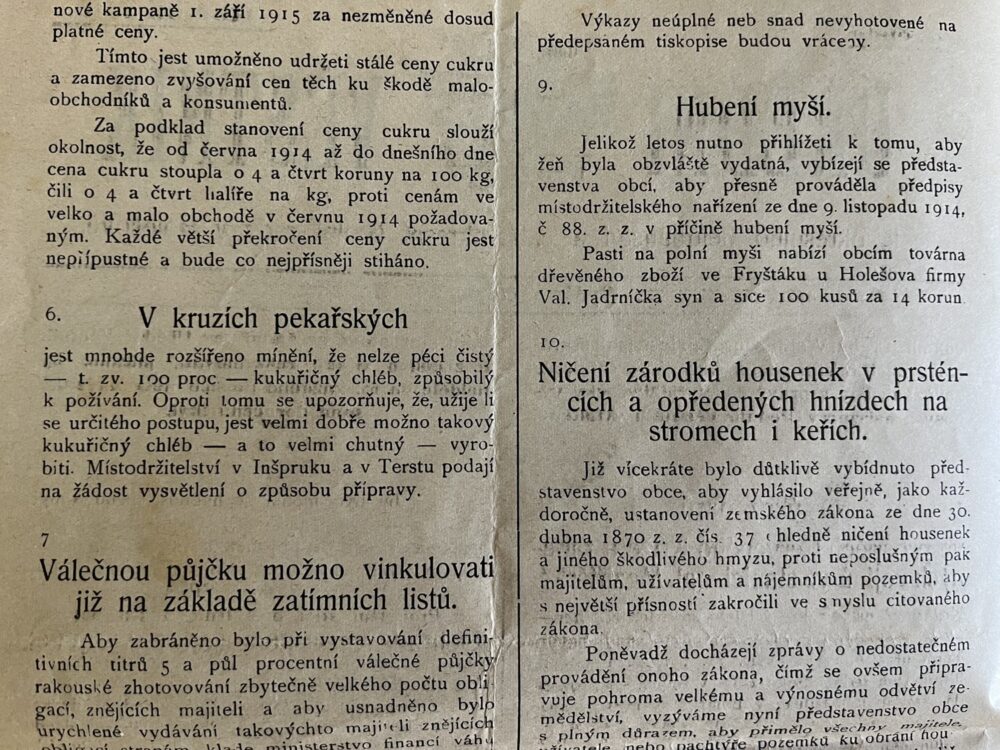 nové kampaně 1. září 1915 za nezměněné dosud
platné ceny.
Tímto jest umožněno udržeti stálé ceny cukru
a zamezeno zvyšování cen těch ku škodě malo-
obchodníků a konsumentů.
Za podklad stanovení ceny cukru slouží
okolnost, že od června 1914 až do dnešního dne
cena cukru stoupla o 4 a čtvrt koruny na 100 kg,
čili o 4 a čtvrt halíře na kg, proti cenám ve
velko a malo obchodě v červnu 1914 požadova-
ným. Každé větší překročení ceny cukru jest
nepřípustné a bude co nejpřísněji stiháno.
6.
V kruzích pekařských
jest mnohde rozšířeno mínění, že nelze péci čistý
— t. zv. 100 proc — kukuřičný chléb, způsobilý
k požívání. Oproti tomu se upozorňuje, že, užije li
se určitého postupu, jest velmi dobře možno takový
kukuřičný chléb — a to velmi chutný — vyro-
biti. Místodržitelství v Inšpruku a v Terstu podají
na žádost vysvětlení o způsobu přípravy.
7
Válečnou půjčku možno vinkulovati
již na základě zatímních listů.
Aby zabráněno bylo při vystavování defini-
tivních titrů 5 a půl procentní válečné půjčky
rakouské zhotovování zbytečně velkého počtu obli-
gací, znějících majiteli a aby usnadněno bylo
urychlené vydávání takovýchto majiteli znějících
obligací stranám, klade ministerstvo financí váhu
Výkazy neúplné neb snad nevyhotovené na
předepsaném tiskopise budou vráceny.
9.
Hubení myší.
Jelikož letos nutno přihlížeti k tomu, aby
žeň byla obzvláště vydatná, vybízejí se předsta-
venstva obcí, aby přesně prováděla předpisy
místodržitelského nařízení ze dne 9. listopadu 1914,
č 88. z. z. v příčině hubení myší.
Pasti na polní myši nabízí obcím továrna
dřevěného zboží ve Fryštáku u Holešova firmy
Val. Jadrníčka syn a sice 100 kusů za 14 korun
10.
Ničení zárodků housenek v prstén-
cích a opředených hnízdech na
stromech i keřích.
Již vícekráte bylo důtklivě vybídnuto před-
stavenstvo obce, aby vyhlásilo veřejně, jako kaž-
doročně, ustanovení zemského zákona ze dne 30.
dubna 1870 z. z. čís. 37 ohledně ničení housenek
a jiného škodlivého hmyzu, proti neposlušným pak
majitelům, uživatelům a nájemníkům pozemků, aby
s největší přísností zakročili ve smyslu citovaného
zákona.
Poněvadž docházejí zprávy o nedostatečném
provádění onoho zákona, čímž se ovšem připra-
vuje pohroma velkému a výnosnému odvětví ze-
mědělství, vyzýváme nyní představenstvo obce
s plným důrazem, aby přimělo všechny majitele,
uživatele nebo pachtýře pozemků ku obrání hou-